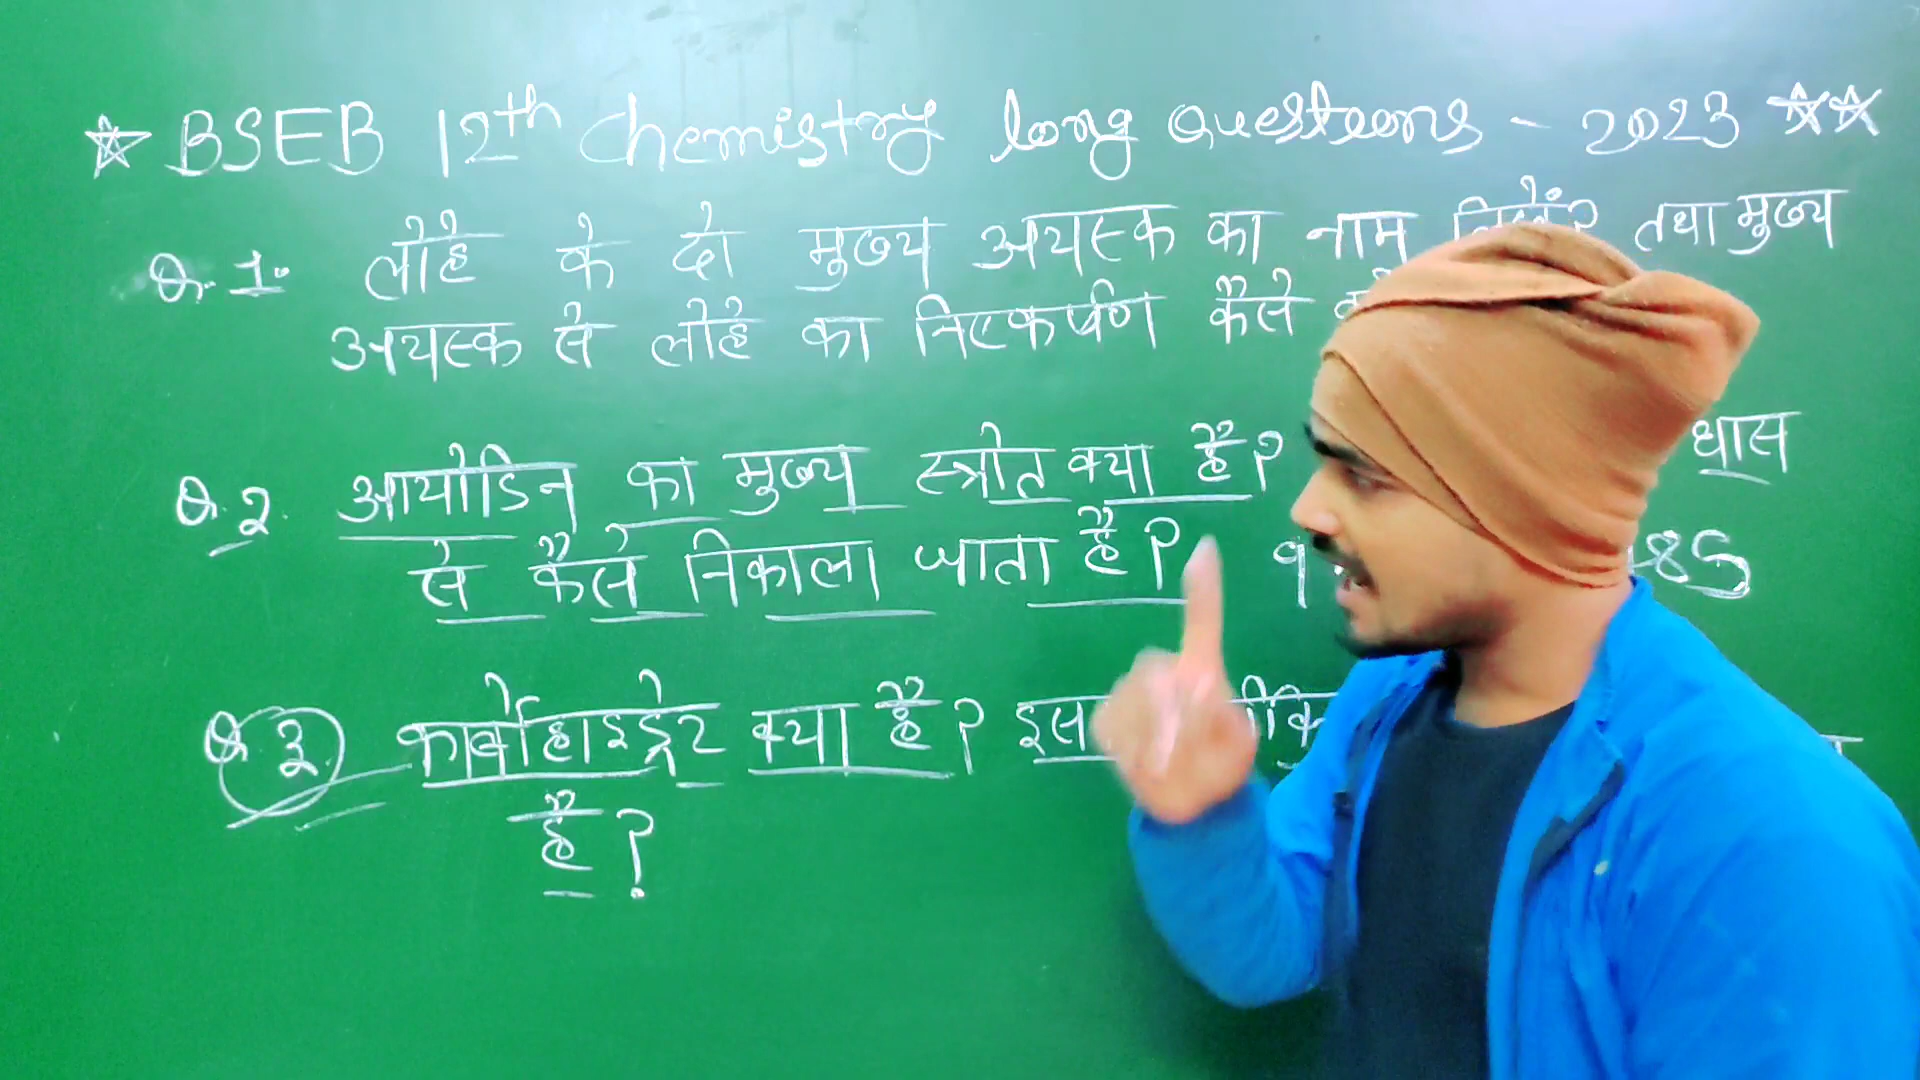 BSEB 12th Chemistry long Questions - 2023
Q. 1. लोहे के दो मुख्य अयस्क का नाम लिखें? तथा मुख्य
अयस्क से लोहे का निष्कर्षण कैसे
Q. 2. आयोडिन का मुख्य स्त्रोत क्या है? घास
से कैसे निकाला जाता है?
Q. 3. कार्बोहाइड्रेट क्या है? इस
है?